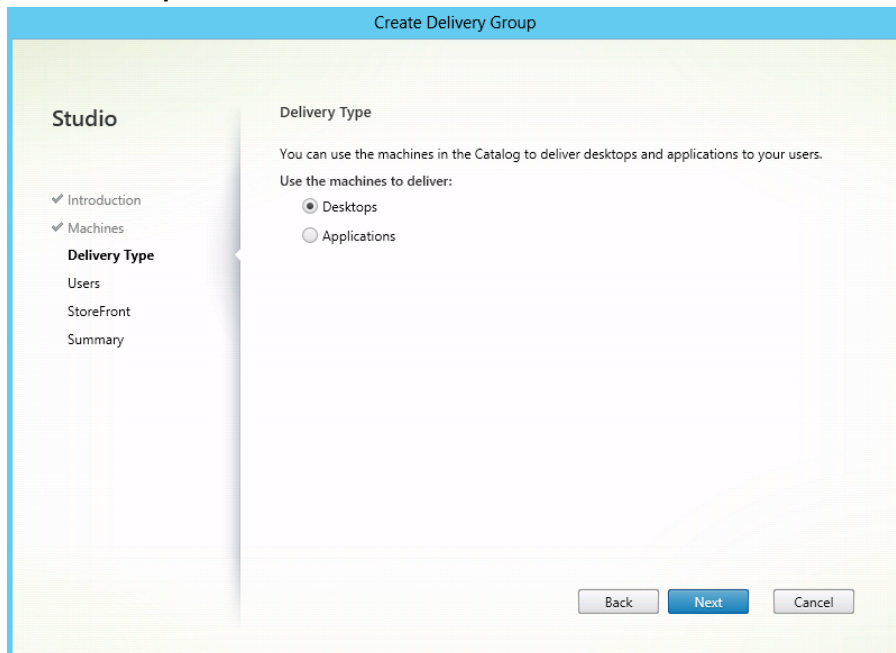 Create Delivery Group
Studio
✔ Introduction
✔ Machines
Delivery Type
Users
StoreFront
Summary
Delivery Type
You can use the machines in the Catalog to deliver desktops and applications to your users.
Use the machines to deliver:
Desktops
Applications
Back Next Cancel